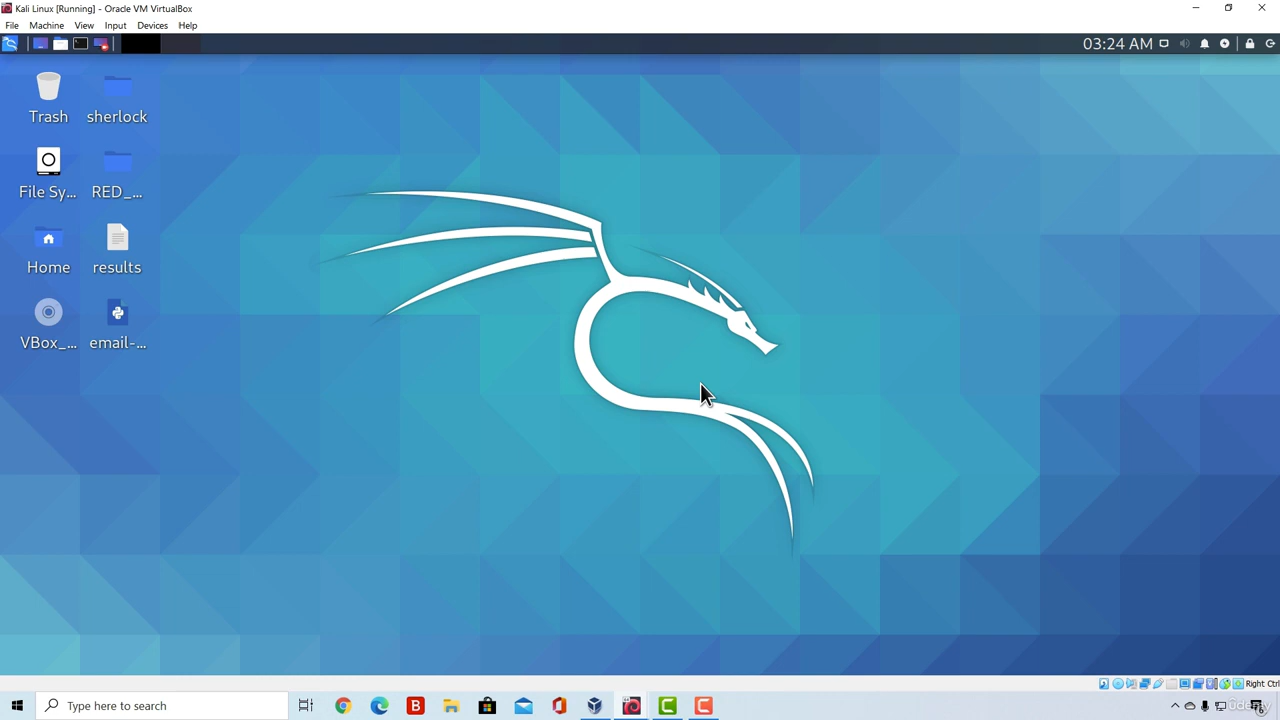 Kali Linux [Running] - Oracle VM VirtualBox
File Machine View Input Devices Help
03:24 AM
Trash sherlock
File Sy... RED_...
Home results
VBox_... email-...
Right Ctrl
Type here to search
Udemy